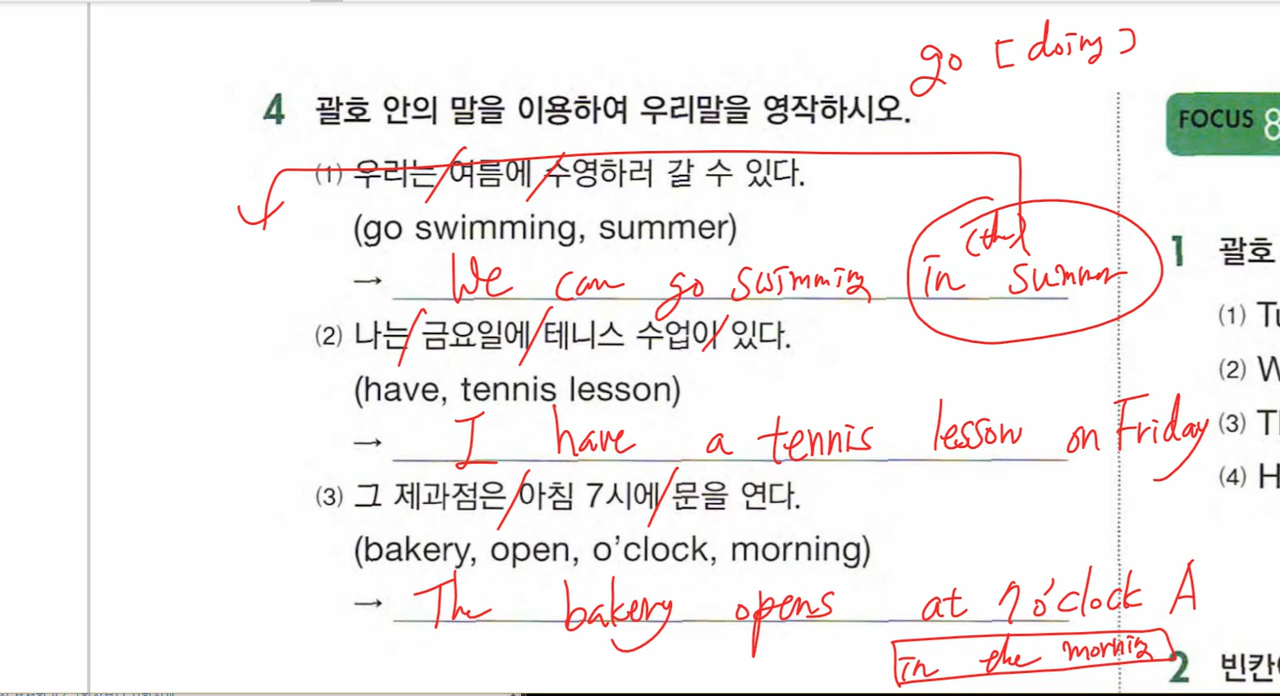 go [doing]
4 괄호 안의 말을 이용하여 우리말을 영작하시오.
(1) 우리는 여름에 수영하러 갈 수 있다.
(go swimming, summer)
(the)
→ We can go swimming in summer
(2) 나는 금요일에 테니스 수업이 있다.
(have, tennis lesson)
→ I have a tennis lesson on Friday
(3) 그 제과점은 아침 7시에 문을 연다.
(bakery, open, o'clock, morning)
→ The bakery opens at 7 o'clock A
in the morning
FOCUS 8
1 괄호
(1) Tu
(2) W
(3) Tl
(4) H
2 빈칸